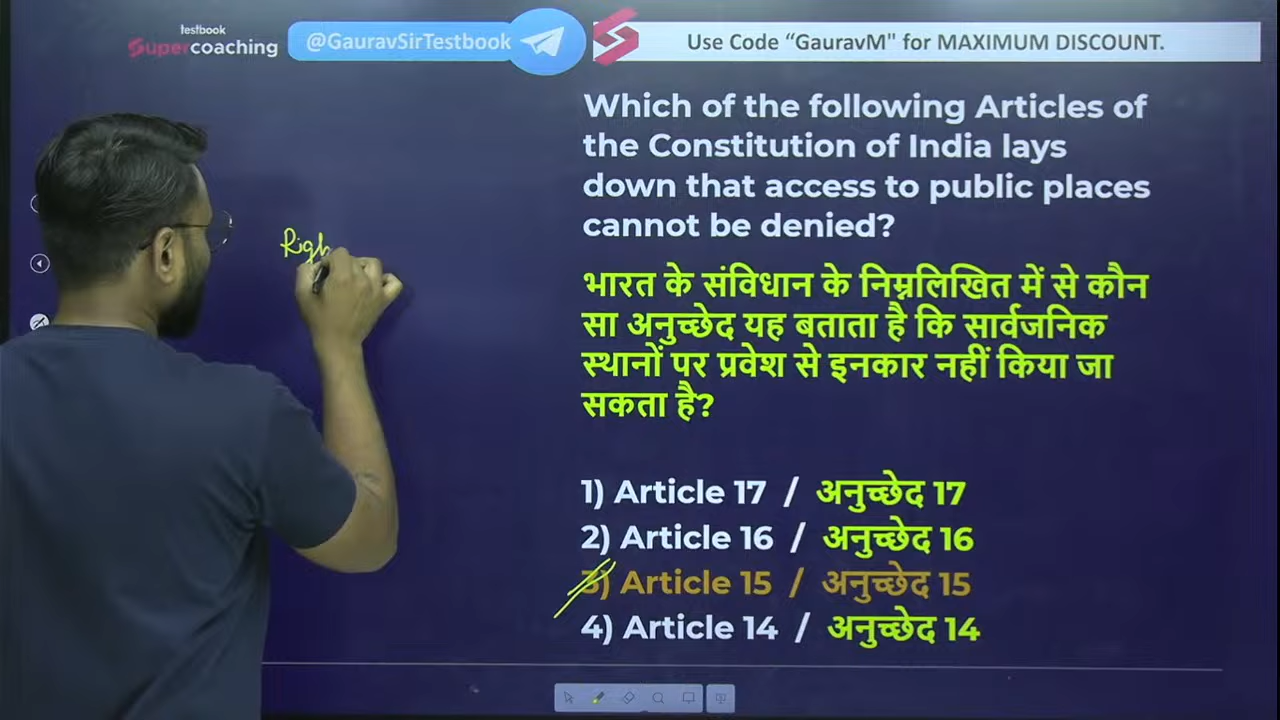 testbook
Supercoaching
@GauravSirTestbook
Use Code “GauravM" for MAXIMUM DISCOUNT.
Which of the following Articles of
the Constitution of India lays
down that access to public places
cannot be denied?
भारत के संविधान के निम्नलिखित में से कौन
सा अनुच्छेद यह बताता है कि सार्वजनिक
स्थानों पर प्रवेश से इनकार नहीं किया जा
सकता है?
Righ
1) Article 17 / अनुच्छेद 17
2) Article 16 / अनुच्छेद 16
3) Article 15 / अनुच्छेद 15
4) Article 14 / अनुच्छेद 14